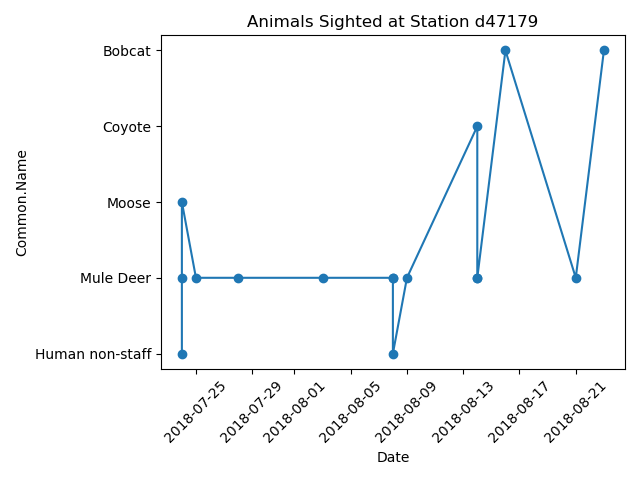 Animals Sighted at Station d47179
Common.Name
Bobcat
Coyote
Moose
Mule Deer
Human non-staff
2018-07-25
2018-07-29
2018-08-01
2018-08-05
2018-08-09
2018-08-13
2018-08-17
2018-08-21
Date